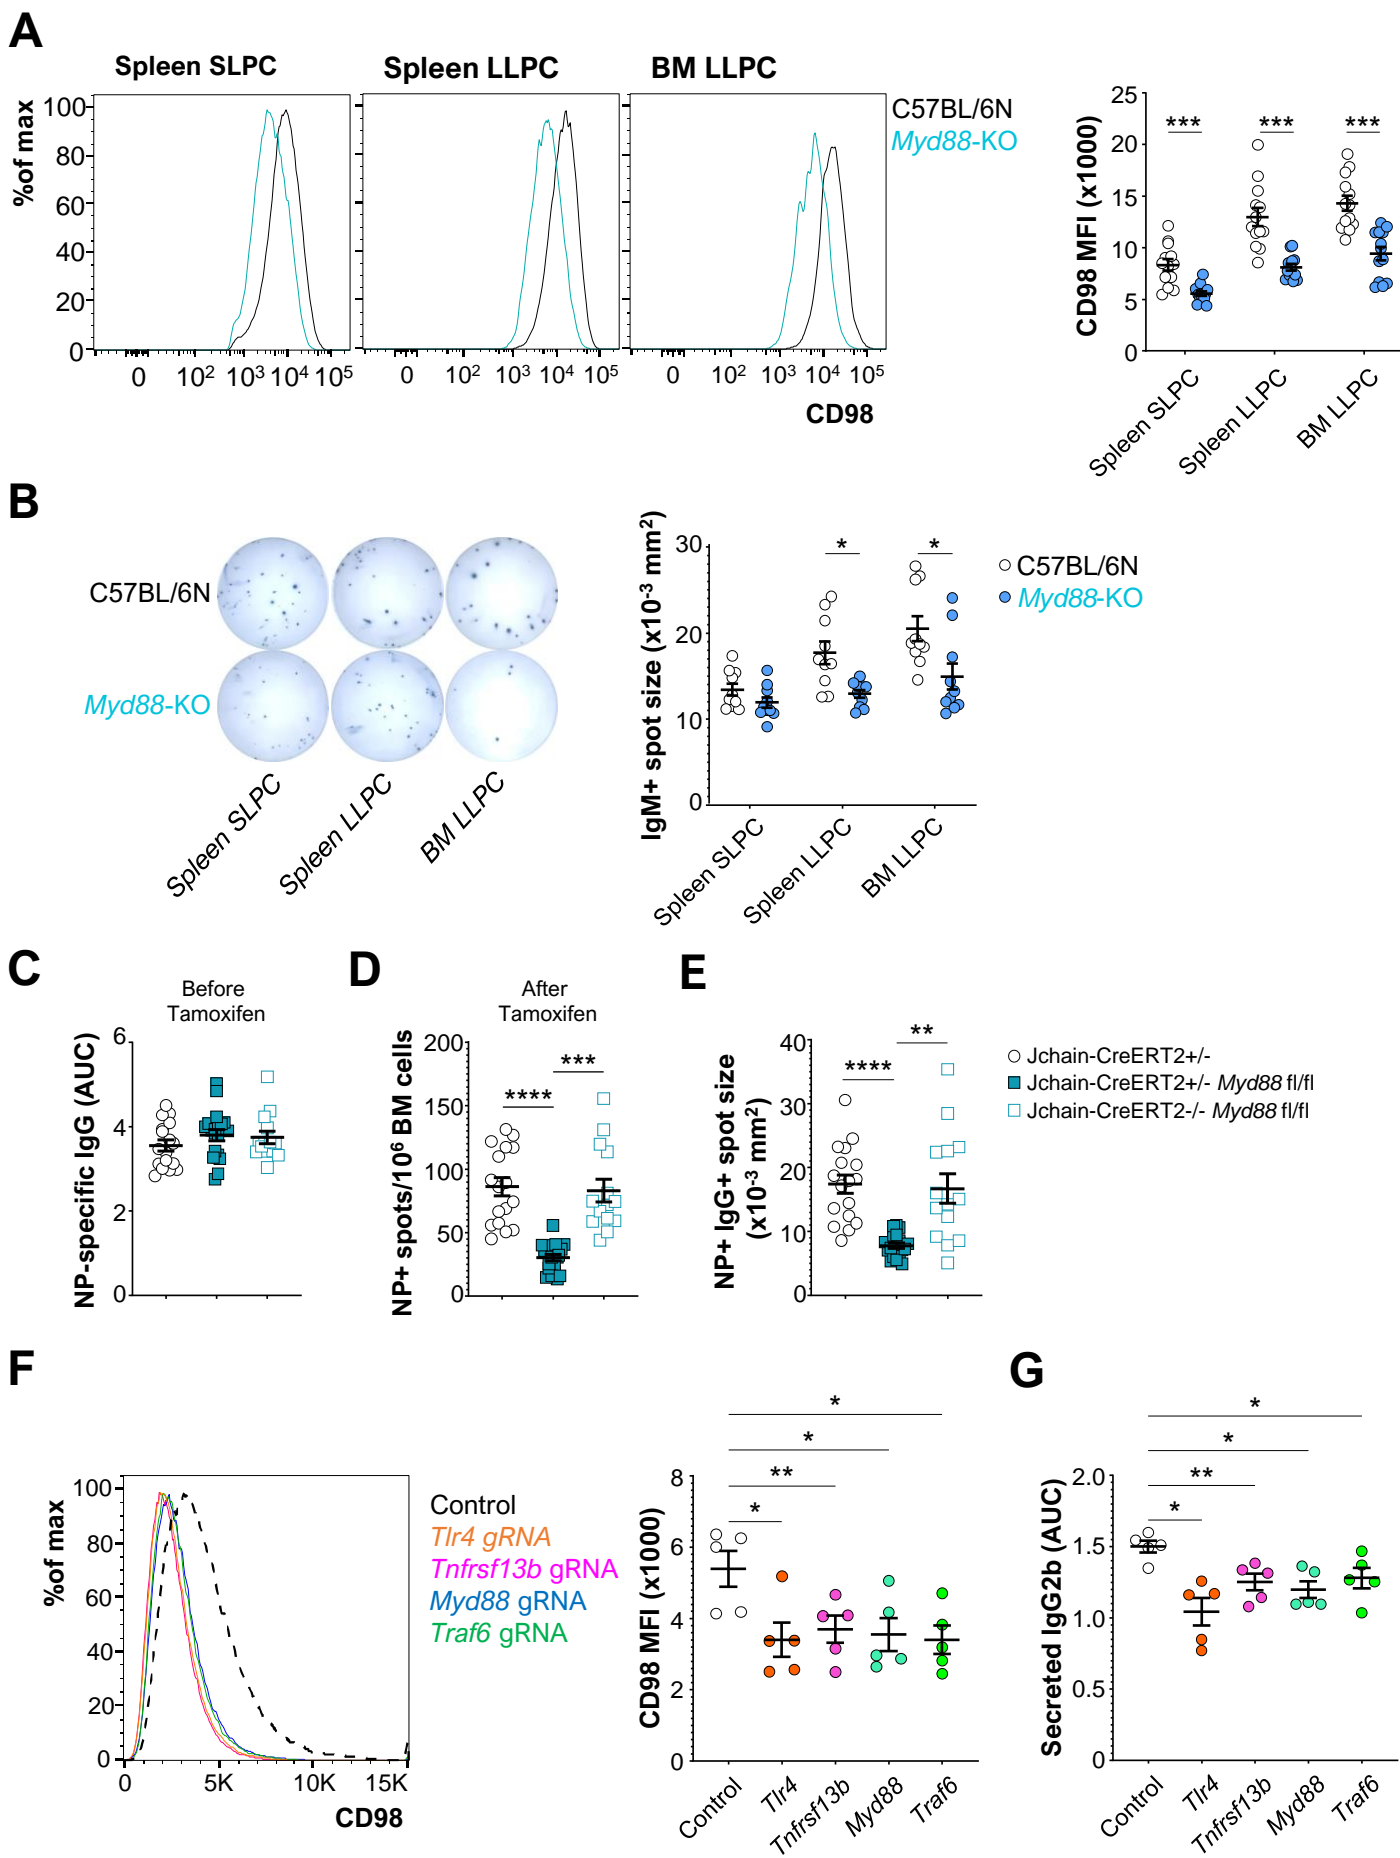 A
Spleen SLPC
Spleen LLPC
BM LLPC
%of max
100
80
60
40
20
0
0 10² 10³ 10⁴ 10⁵
0 10² 10³ 10⁴ 10⁵
0 10² 10³ 10⁴ 10⁵
CD98
C57BL/6N
Myd88-KO
CD98 MFI (x1000)
25
20
15
10
5
0
*** *** ***
Spleen SLPC
Spleen LLPC
BM LLPC
B
C57BL/6N
Myd88-KO
Spleen SLPC
Spleen LLPC
BM LLPC
IgM+ spot size (x10⁻³ mm²)
30
20
10
0
* *
Spleen SLPC
Spleen LLPC
BM LLPC
C57BL/6N
Myd88-KO
C
Before
Tamoxifen
NP-specific IgG (AUC)
6
4
2
0
D
After
Tamoxifen
NP+ spots/10⁶ BM cells
200
150
100
50
0
***
****
E
NP+ IgG+ spot size
(x10⁻³ mm²)
40
30
20
10
0
**
****
Jchain-CreERT2+/-
Jchain-CreERT2+/- Myd88 fl/fl
Jchain-CreERT2-/- Myd88 fl/fl
F
%of max
100
80
60
40
20
0
0 5K 10K 15K
CD98
Control
Tlr4 gRNA
Tnfrsf13b gRNA
Myd88 gRNA
Traf6 gRNA
CD98 MFI (x1000)
8
6
4
2
0
*
*
**
*
Control
Tlr4
Tnfrsf13b
Myd88
Traf6
G
Secreted IgG2b (AUC)
2.0
1.5
1.0
0.5
0
*
*
**
*
Control
Tlr4
Tnfrsf13b
Myd88
Traf6